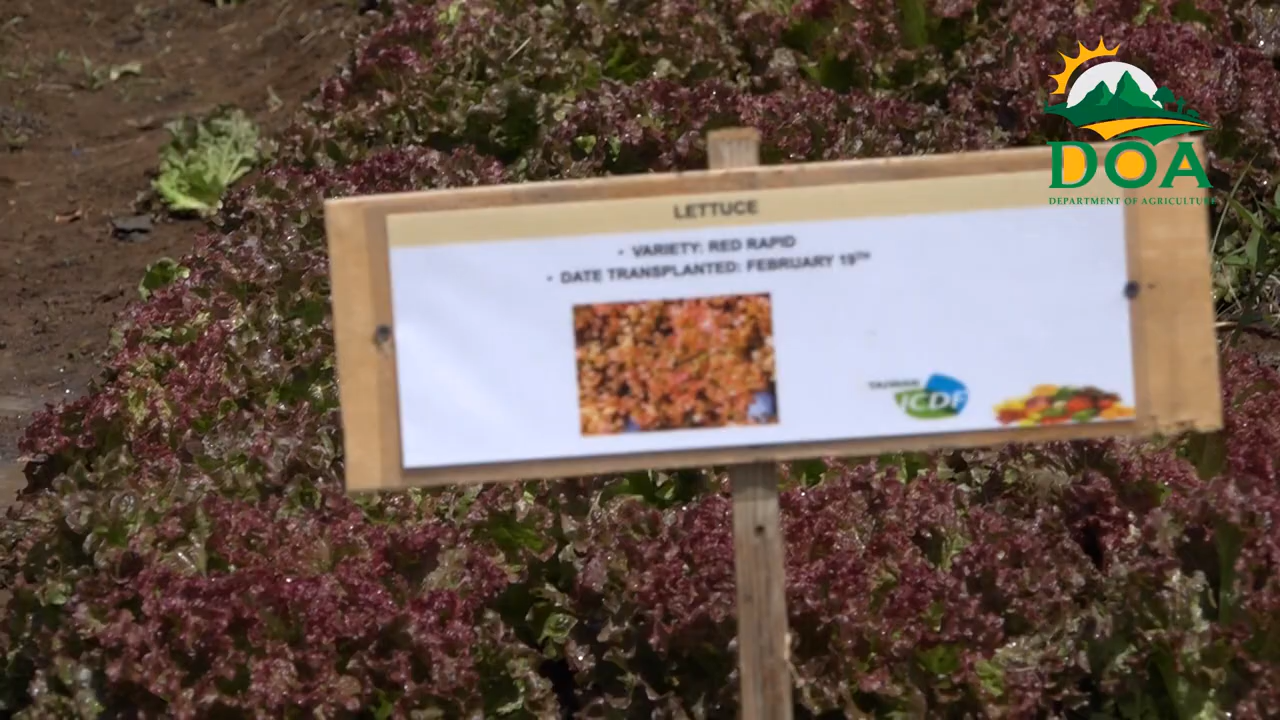 DOA
DEPARTMENT OF AGRICULTURE
LETTUCE
• VARIETY: RED RAPID
• DATE TRANSPLANTED: FEBRUARY 19TH
TAIWAN
ICDF